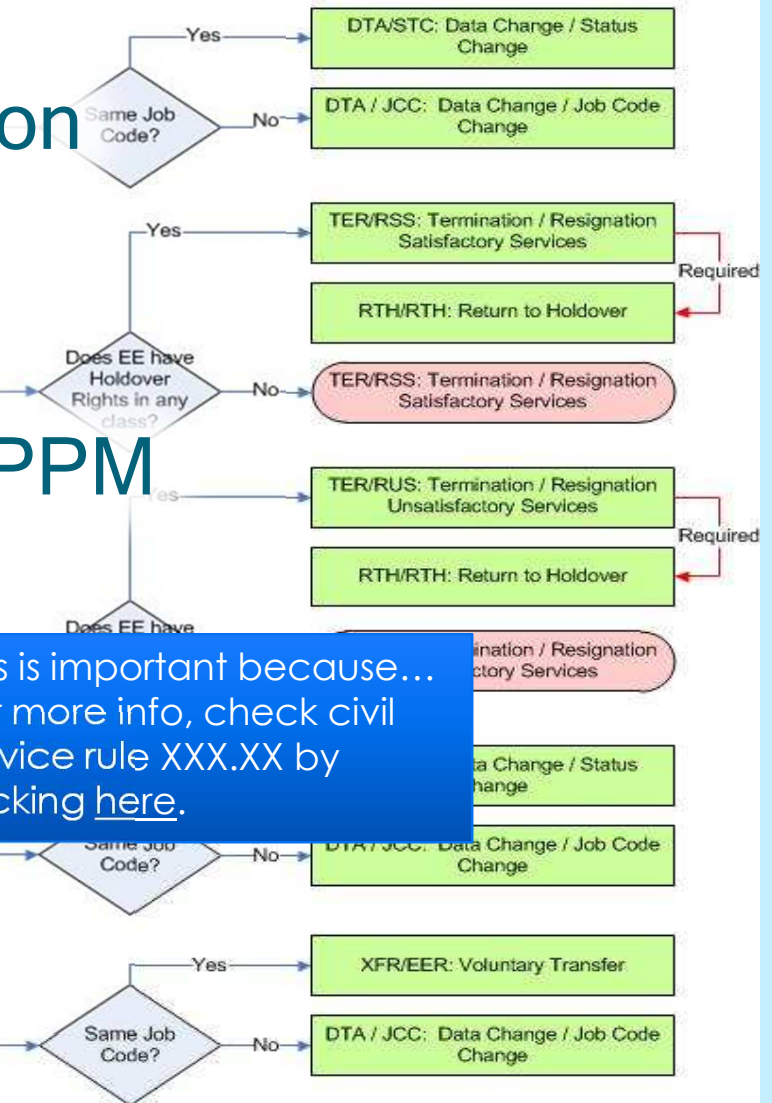 Yes
DTA/STC: Data Change / Status
Change
on
Same Job
Code?
No
DTA / JCC: Data Change / Job Code
Change
Yes
TER/RSS: Termination / Resignation
Satisfactory Services
Required
RTH/RTH: Return to Holdover
Does EE have
Holdover
Rights in any
class?
No
TER/RSS: Termination / Resignation
Satisfactory Services
PPM
Yes
TER/RUS: Termination / Resignation
Unsatisfactory Services
Required
RTH/RTH: Return to Holdover
Does EE have
ination / Resignation
ctory Services
s is important because…
r more info, check civil
vice rule XXX.XX by
cking here.
ta Change / Status
hange
Same Job
Code?
No
DTA / JCC: Data Change / Job Code
Change
Yes
XFR/EER: Voluntary Transfer
Same Job
Code?
No
DTA / JCC: Data Change / Job Code
Change